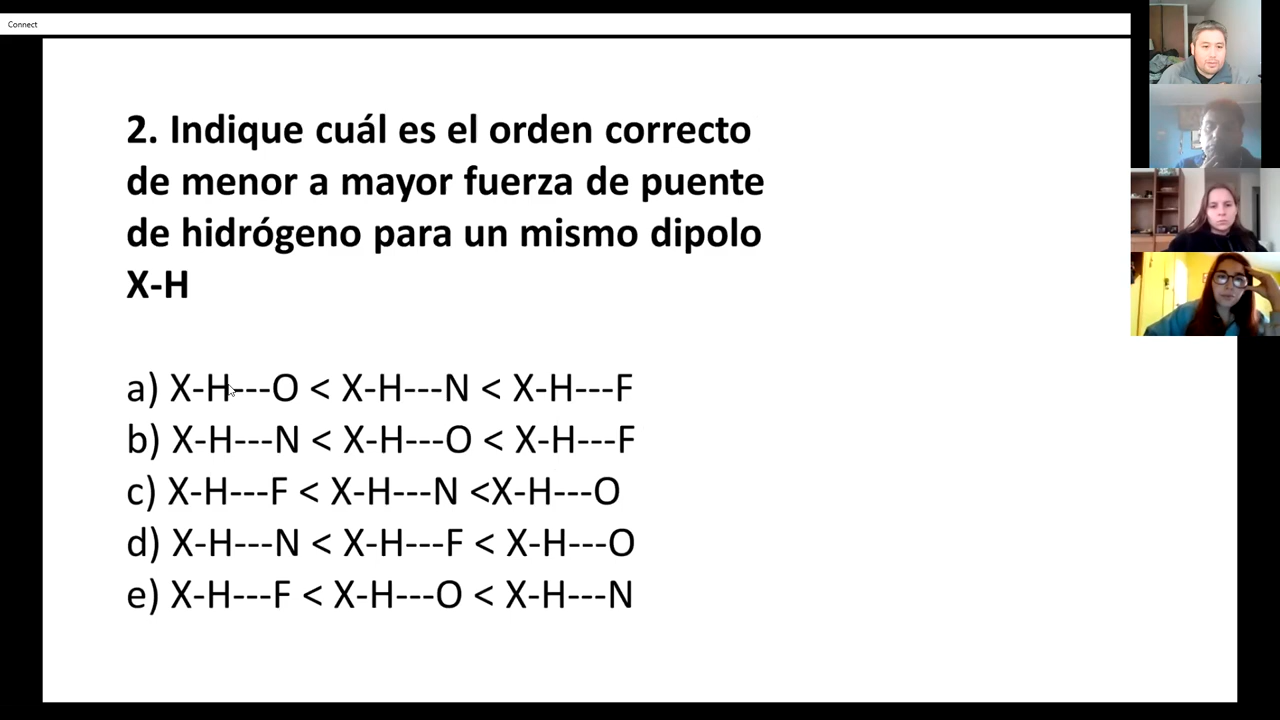 Connect
2. Indique cuál es el orden correcto
de menor a mayor fuerza de puente
de hidrógeno para un mismo dipolo
X-H
a) X-H---O < X-H---N < X-H---F
b) X-H---N < X-H---O < X-H---F
c) X-H---F < X-H---N <X-H---O
d) X-H---N < X-H---F < X-H---O
e) X-H---F < X-H---O < X-H---N